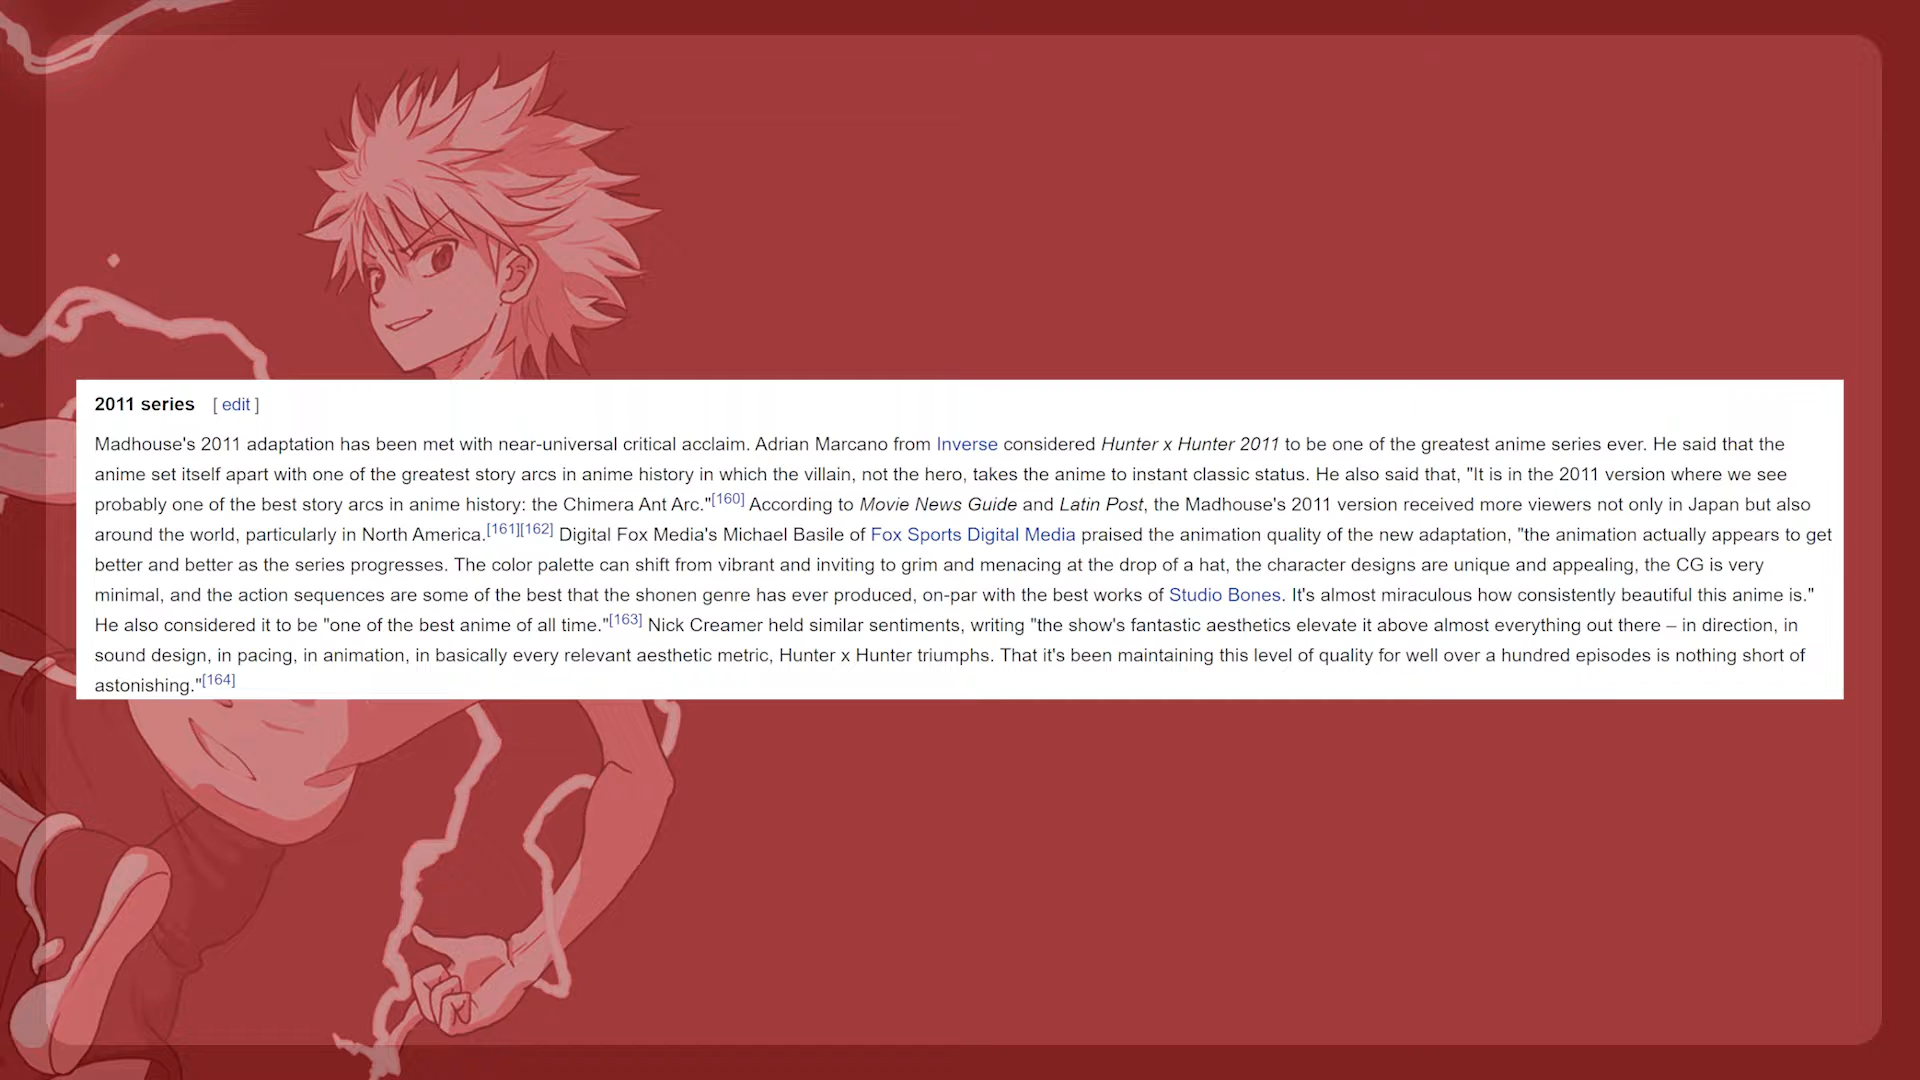 2011 series [ edit ]
Madhouse's 2011 adaptation has been met with near-universal critical acclaim. Adrian Marcano from Inverse considered Hunter x Hunter 2011 to be one of the greatest anime series ever. He said that the
anime set itself apart with one of the greatest story arcs in anime history in which the villain, not the hero, takes the anime to instant classic status. He also said that, "It is in the 2011 version where we see
probably one of the best story arcs in anime history: the Chimera Ant Arc."[160] According to Movie News Guide and Latin Post, the Madhouse's 2011 version received more viewers not only in Japan but also
around the world, particularly in North America.[161][162] Digital Fox Media's Michael Basile of Fox Sports Digital Media praised the animation quality of the new adaptation, "the animation actually appears to get
better and better as the series progresses. The color palette can shift from vibrant and inviting to grim and menacing at the drop of a hat, the character designs are unique and appealing, the CG is very
minimal, and the action sequences are some of the best that the shonen genre has ever produced, on-par with the best works of Studio Bones. It's almost miraculous how consistently beautiful this anime is."
He also considered it to be "one of the best anime of all time."[163] Nick Creamer held similar sentiments, writing "the show's fantastic aesthetics elevate it above almost everything out there – in direction, in
sound design, in pacing, in animation, in basically every relevant aesthetic metric, Hunter x Hunter triumphs. That it's been maintaining this level of quality for well over a hundred episodes is nothing short of
astonishing."[164]